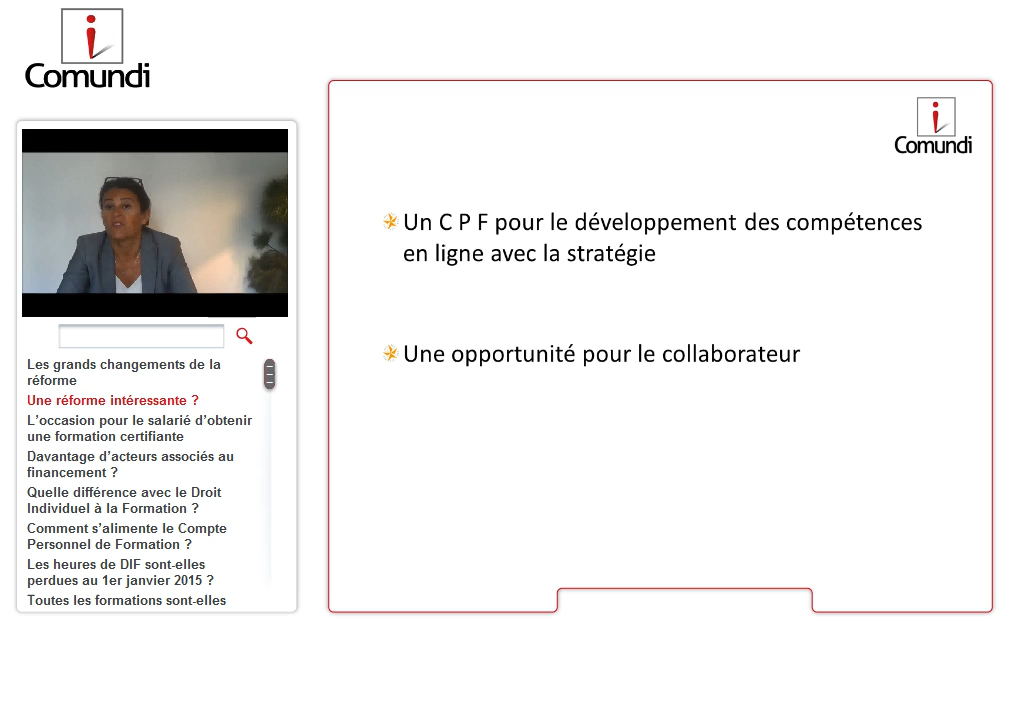 Comundi
Les grands changements de la
réforme
Une réforme intéressante ?
L’occasion pour le salarié d’obtenir
une formation certifiante
Davantage d’acteurs associés au
financement ?
Quelle différence avec le Droit
Individuel à la Formation ?
Comment s’alimente le Compte
Personnel de Formation ?
Les heures de DIF sont-elles
perdues au 1er janvier 2015 ?
Toutes les formations sont-elles
Comundi
Un C P F pour le développement des compétences
en ligne avec la stratégie
Une opportunité pour le collaborateur